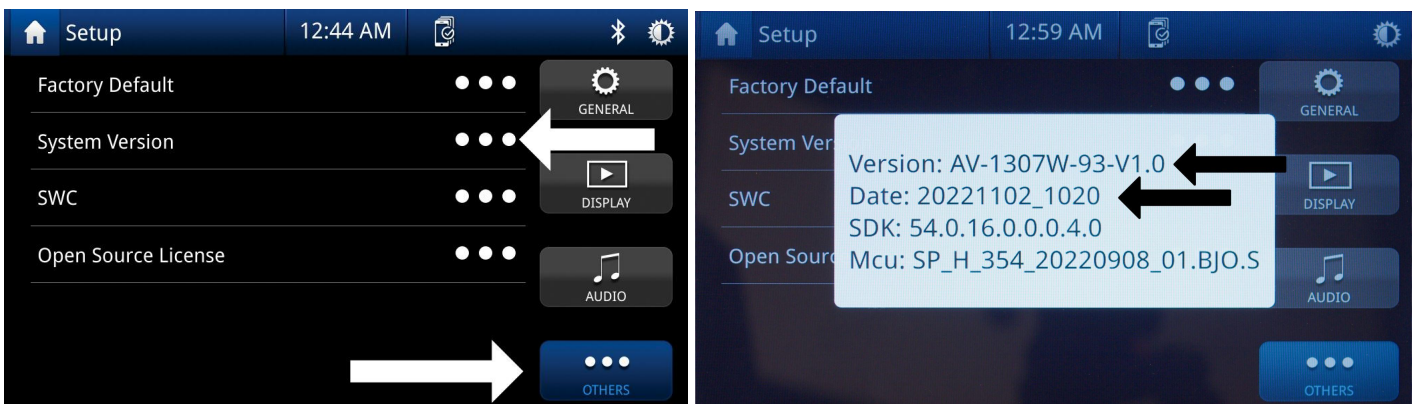 Setup
12:44 AM
Factory Default
GENERAL
System Version
SWC
DISPLAY
Open Source License
AUDIO
OTHERS
Setup
12:59 AM
Factory Default
GENERAL
System Ver
Version: AV-1307W-93-V1.0
Date: 20221102_1020
SDK: 54.0.16.0.0.0.4.0
Mcu: SP_H_354_20220908_01.BJO.S
SWC
DISPLAY
Open Sourc
AUDIO
OTHERS